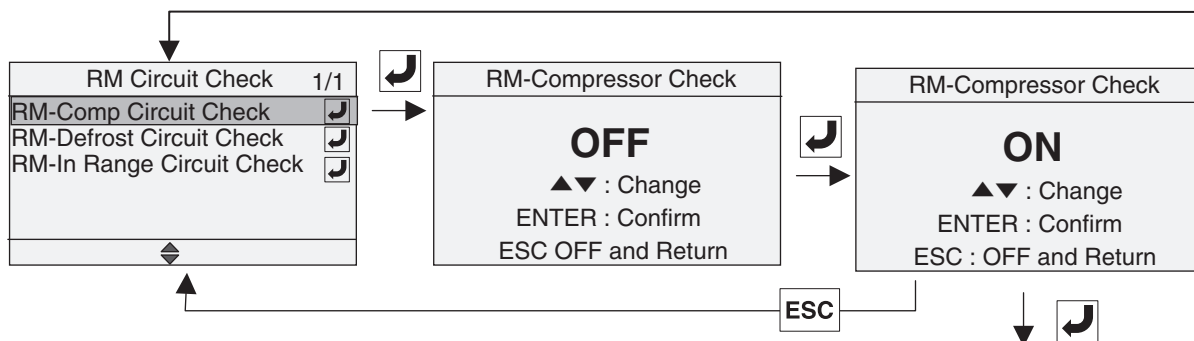 RM Circuit Check 1/1
RM-Comp Circuit Check
RM-Defrost Circuit Check
RM-In Range Circuit Check
RM-Compressor Check
OFF
▲▼ : Change
ENTER : Confirm
ESC OFF and Return
RM-Compressor Check
ON
▲▼ : Change
ENTER : Confirm
ESC : OFF and Return
ESC